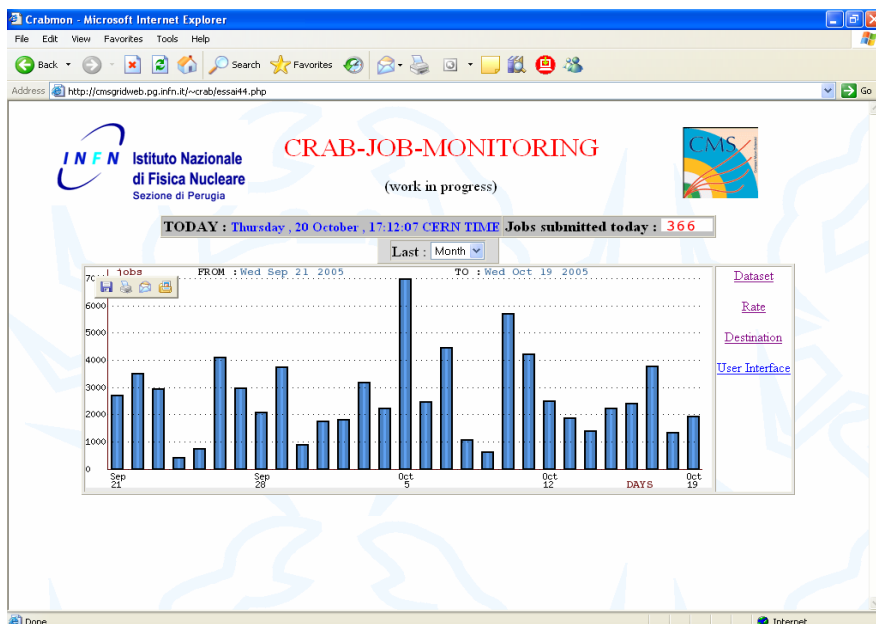 Crabmon - Microsoft Internet Explorer
File Edit View Favorites Tools Help
Back Search Favorites
Address http://cmsgridweb.pg.infn.it/~crab/essai44.php Go
INFN Istituto Nazionale
di Fisica Nucleare
Sezione di Perugia
CRAB-JOB-MONITORING
(work in progress)
CMS
TODAY : Thursday , 20 October , 17:12:07 CERN TIME Jobs submitted today : 366
Last : Month
jobs FROM :Wed Sep 21 2005 TO :Wed Oct 19 2005
6000
5000
4000
3000
2000
1000
0
Sep 21
Sep 28
Oct 5
Oct 12
DAYS
Oct 19
Dataset
Rate
Destination
User Interface
Done Internet